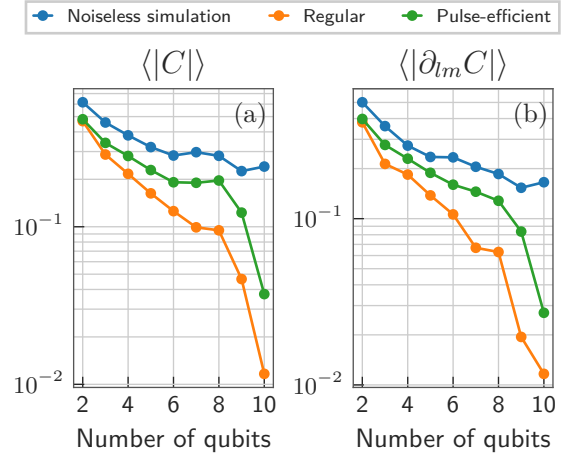 Noiseless simulation Regular Pulse-efficient
⟨|C|⟩ ⟨|∂ₗₘC|⟩
(a) (b)
10⁻¹ 10⁻¹
10⁻² 10⁻²
2 4 6 8 10 2 4 6 8 10
Number of qubits Number of qubits